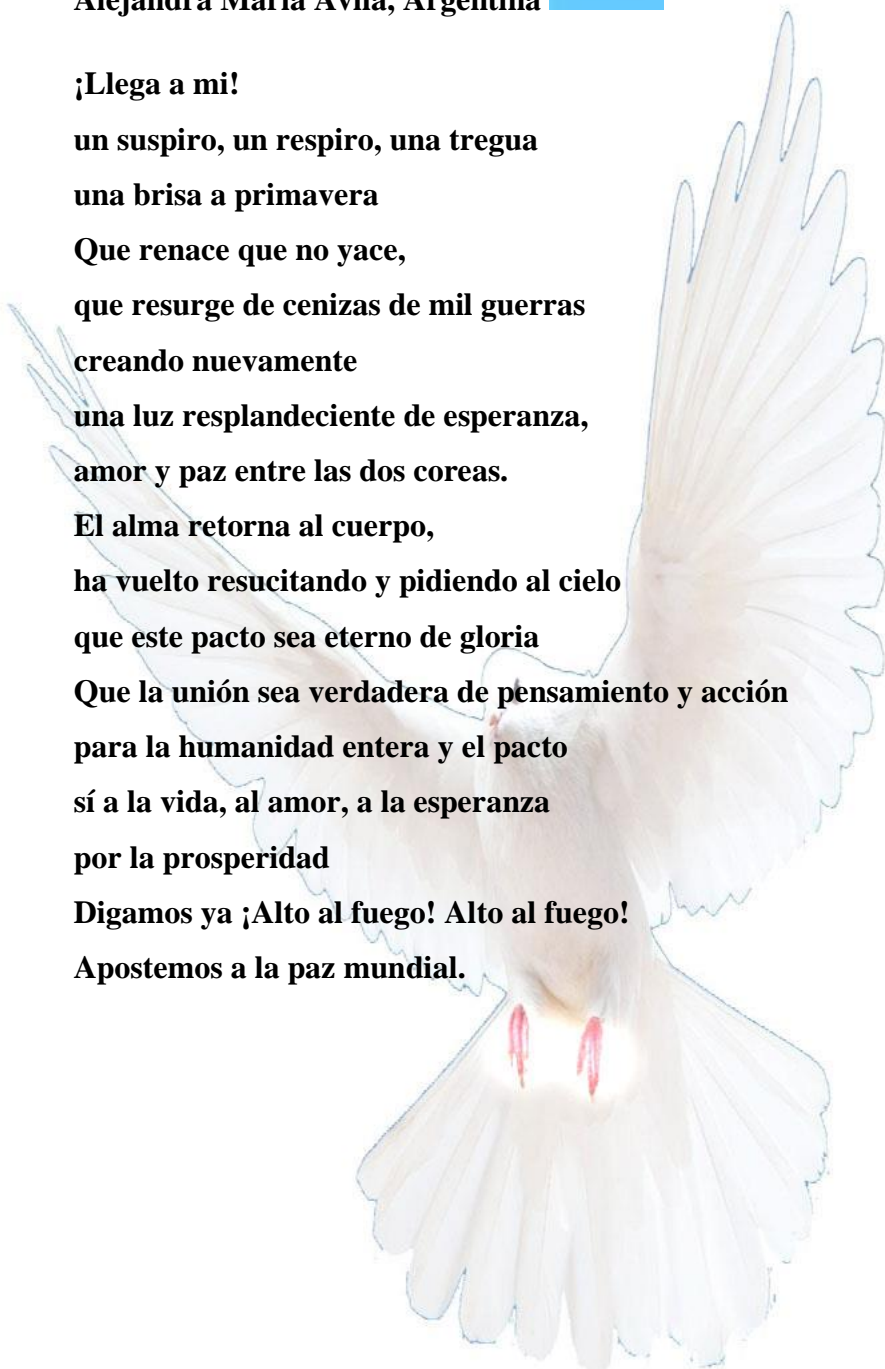 Alejandra María Ávila, Argentina
¡Llega a mi!
un suspiro, un respiro, una tregua
una brisa a primavera
Que renace que no yace,
que resurge de cenizas de mil guerras
creando nuevamente
una luz resplandeciente de esperanza,
amor y paz entre las dos coreas.
El alma retorna al cuerpo,
ha vuelto resucitando y pidiendo al cielo
que este pacto sea eterno de gloria
Que la unión sea verdadera de pensamiento y acción
para la humanidad entera y el pacto
sí a la vida, al amor, a la esperanza
por la prosperidad
Digamos ya ¡Alto al fuego! Alto al fuego!
Apostemos a la paz mundial.